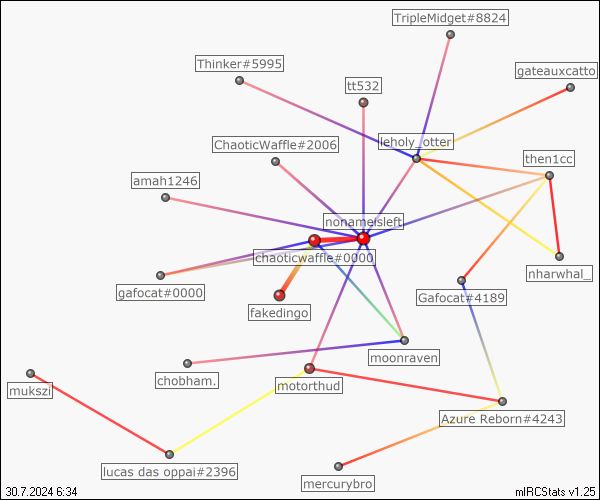 TripleMidget#8824
Thinker#5995
gateauxcatto
tt532
leholy_otter
ChaoticWaffle#2006
then1cc
amah1246
nonameisleft
chaoticwaffle#0000
nharwhal_
gafocat#0000
Gafocat#4189
fakedingo
moonraven
chobham.
motorthud
mukszi
Azure Reborn#4243
lucas das oppai#2396
mercurybro
30.7.2024 6:34
mIRCStats v1.25